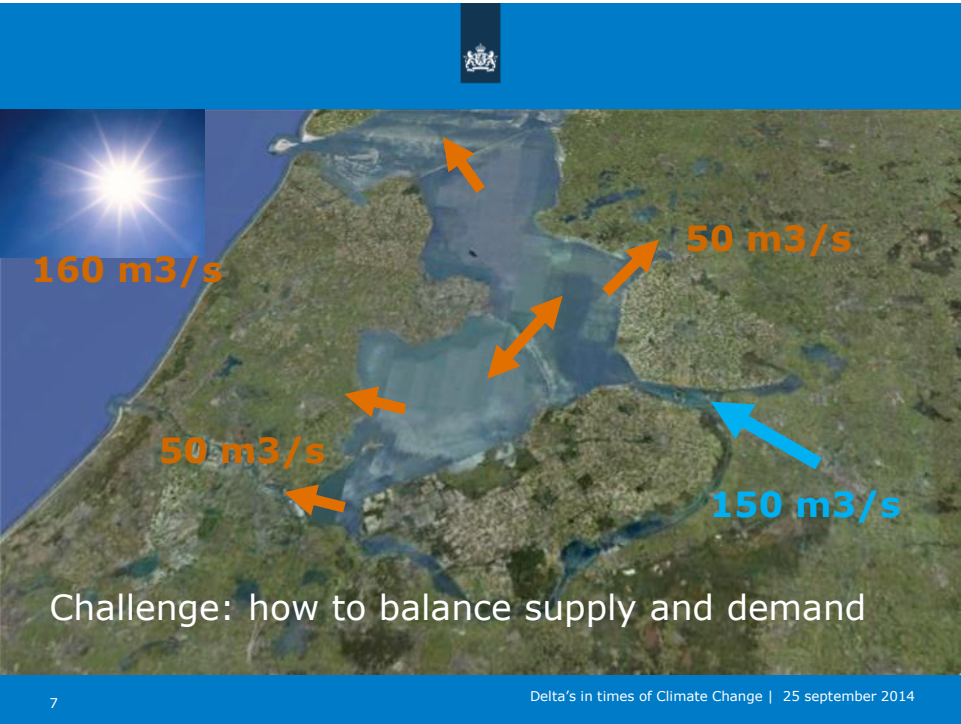 50 m3/s
160 m3/s
50 m3/s
150 m3/s
Challenge: how to balance supply and demand
7
Delta's in times of Climate Change | 25 september 2014